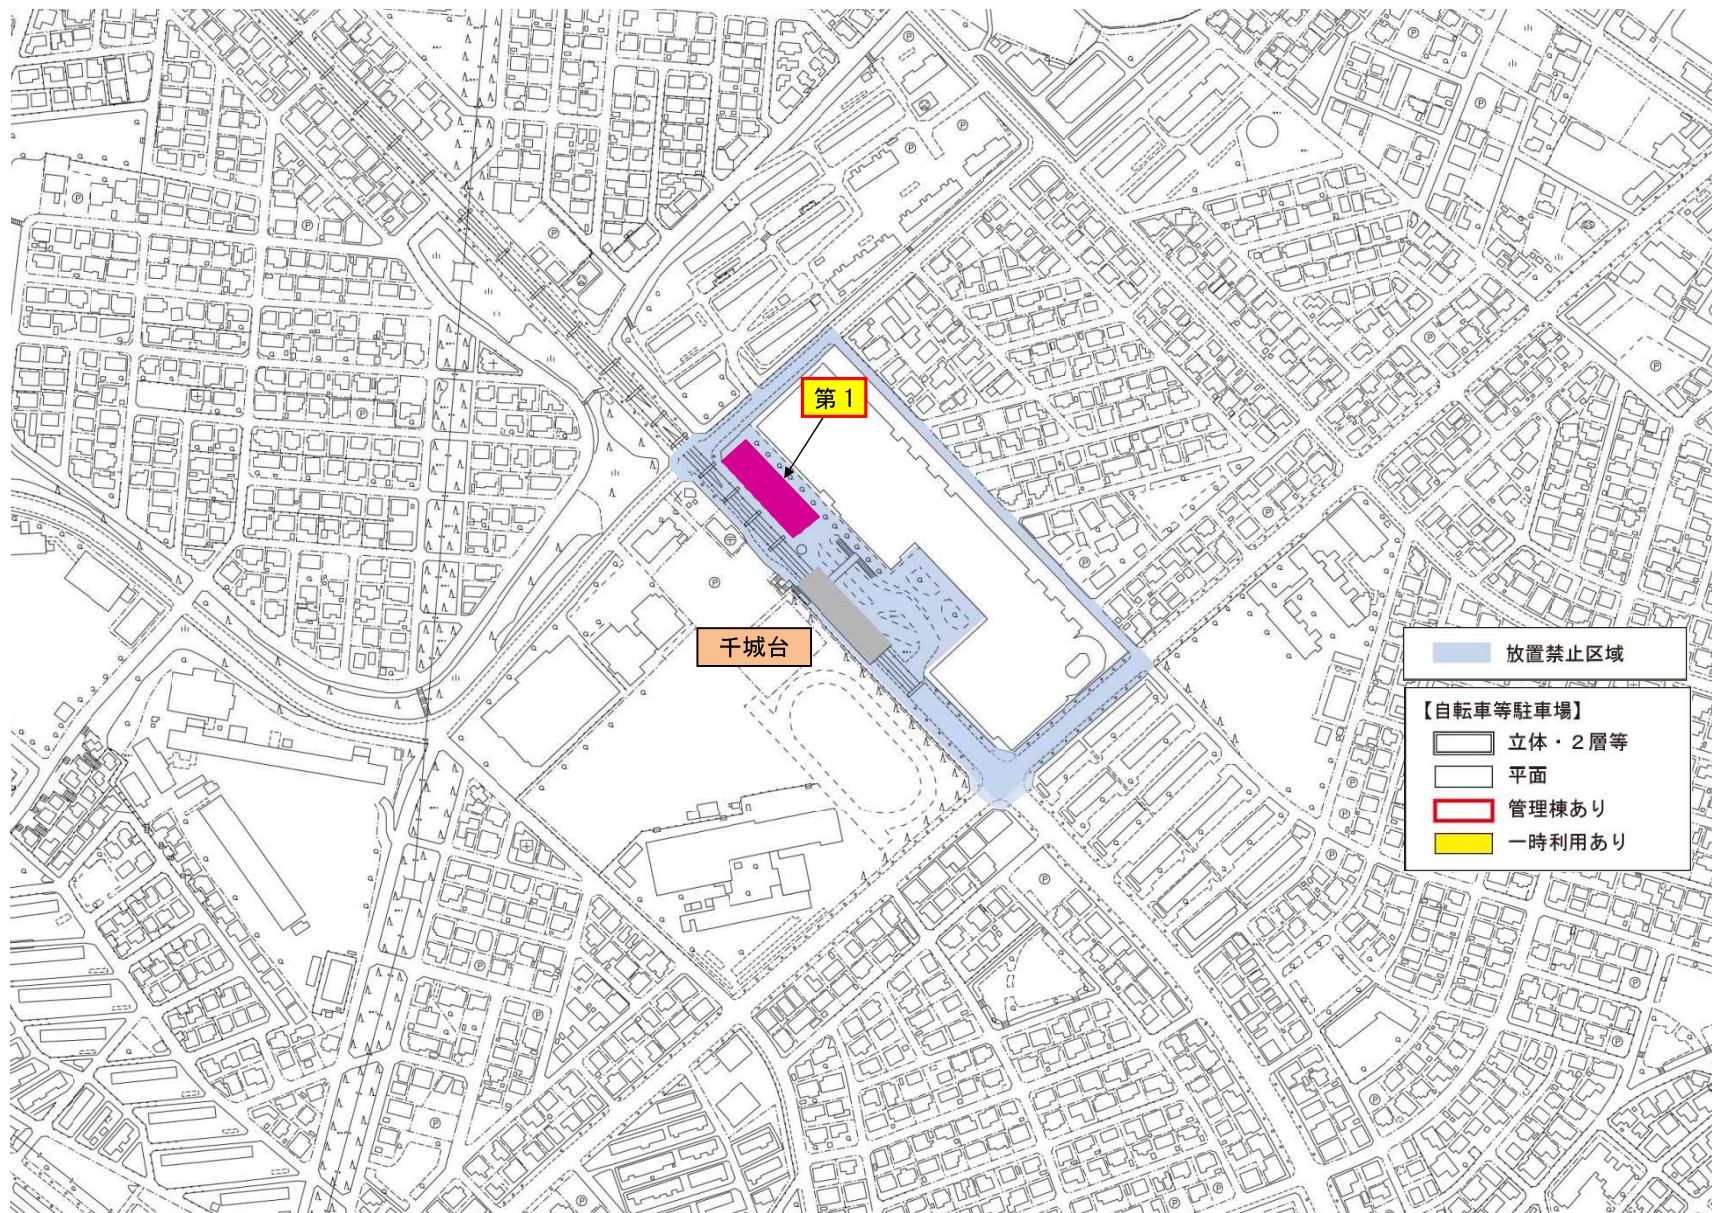 第１
千城台
放置禁止区域
【自転車等駐車場】
立体・２層等
平面
管理棟あり
一時利用あり